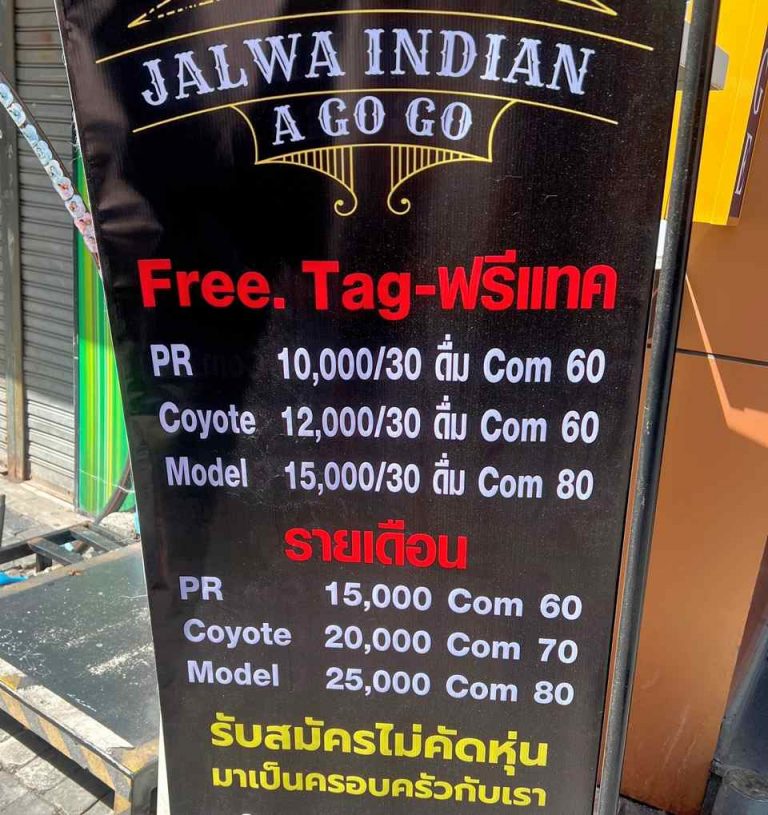 JALWA INDIAN
A GO GO
Free. Tag-ฟรีแทค
PR 10,000/30 ดื่ม Com 60
Coyote 12,000/30 ดื่ม Com 60
Model 15,000/30 ดื่ม Com 80
รายเดือน
PR 15,000 Com 60
Coyote 20,000 Com 70
Model 25,000 Com 80
รับสมัครไม่คัดหุ่น
มาเป็นครอบครัวกับเรา